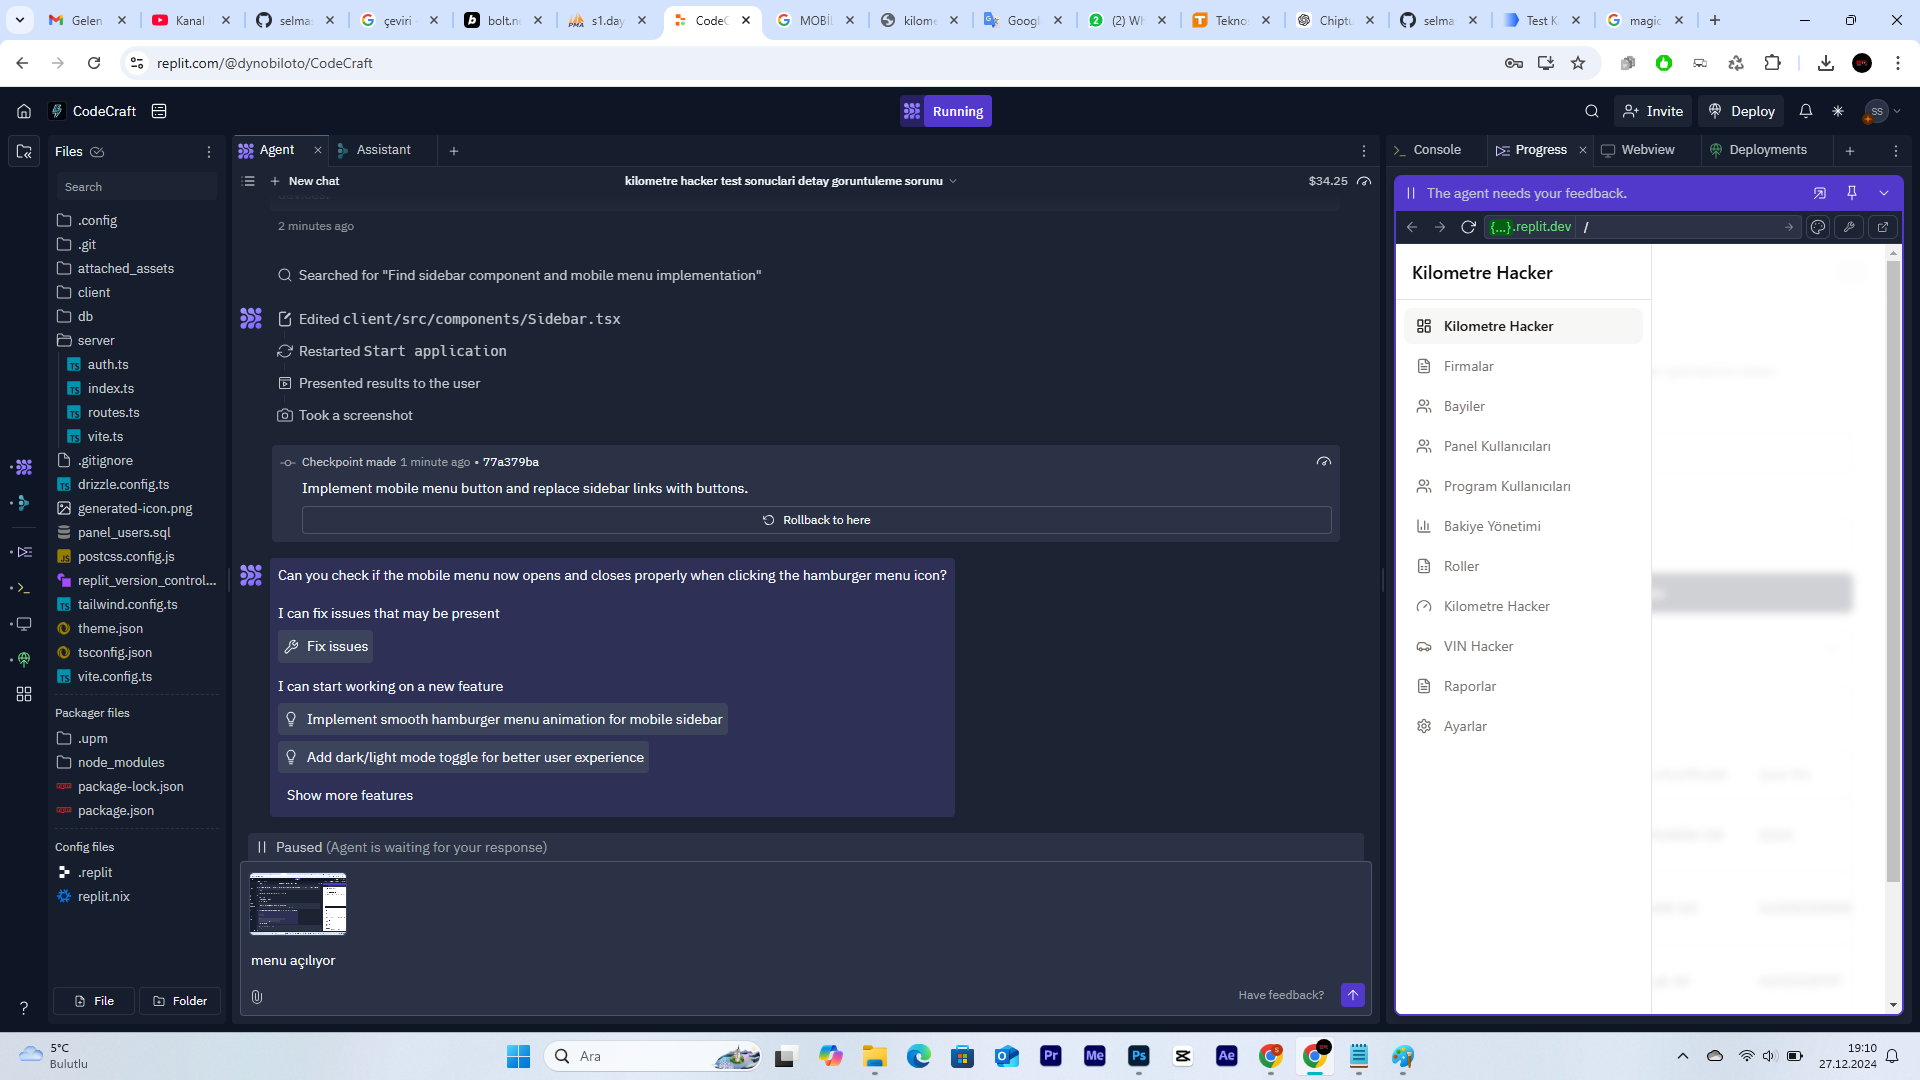 Gelen
Kanal
selma
çeviri -
bolt.ne
s1.day
CodeC
MOBİL
kilome
Googl
(2) Wh
Tekno
Chiptu
selma
Test K
magic
replit.com/@dynobiloto/CodeCraft
CodeCraft
Running
Invite
Deploy
SS
Files
Search
.config
.git
attached_assets
client
db
server
auth.ts
index.ts
routes.ts
vite.ts
.gitignore
drizzle.config.ts
generated-icon.png
panel_users.sql
postcss.config.js
replit_version_control...
tailwind.config.ts
theme.json
tsconfig.json
vite.config.ts
Packager files
.upm
node_modules
package-lock.json
package.json
Config files
.replit
replit.nix
File
Folder
Agent
Assistant
New chat
kilometre hacker test sonuclari detay goruntuleme sorunu
$34.25
2 minutes ago
Searched for "Find sidebar component and mobile menu implementation"
Edited client/src/components/Sidebar.tsx
Restarted Start application
Presented results to the user
Took a screenshot
Checkpoint made 1 minute ago • 77a379ba
Implement mobile menu button and replace sidebar links with buttons.
Rollback to here
Can you check if the mobile menu now opens and closes properly when clicking the hamburger menu icon?
I can fix issues that may be present
Fix issues
I can start working on a new feature
Implement smooth hamburger menu animation for mobile sidebar
Add dark/light mode toggle for better user experience
Show more features
Paused (Agent is waiting for your response)
menu açılıyor
Have feedback?
Console
Progress
Webview
Deployments
The agent needs your feedback.
{...}.replit.dev /
Kilometre Hacker
Kilometre Hacker
Firmalar
Bayiler
Panel Kullanıcıları
Program Kullanıcıları
Bakiye Yönetimi
Roller
Kilometre Hacker
VIN Hacker
Raporlar
Ayarlar
5°C
Bulutlu
Ara
Pr
Me
Ps
Ae
19:10
27.12.2024